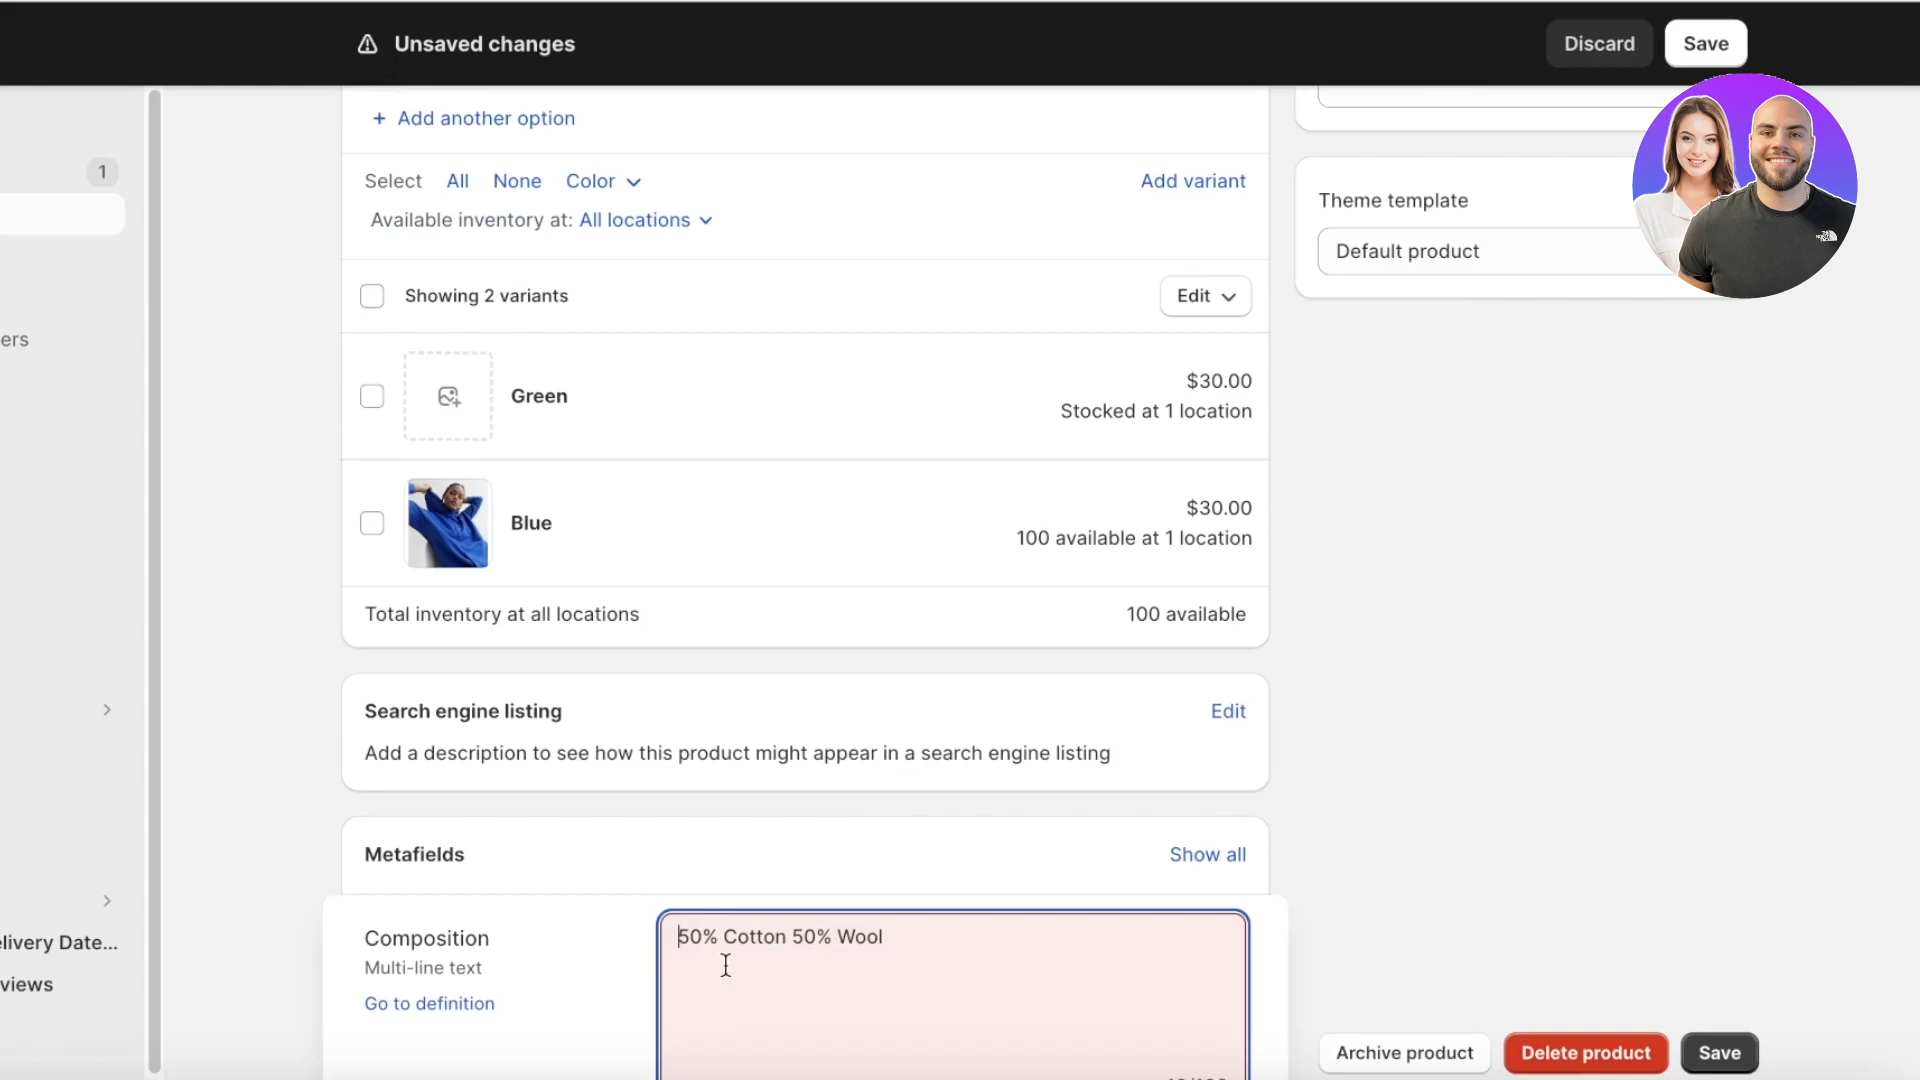 Unsaved changes
Discard
Save
+ Add another option
1
Select All None Color
Add variant
Available inventory at: All locations
Theme template
Default product
THE NORTH FACE
Showing 2 variants
Edit
ers
Green
$30.00
Stocked at 1 location
Blue
$30.00
100 available at 1 location
Total inventory at all locations
100 available
Search engine listing
Edit
Add a description to see how this product might appear in a search engine listing
Metafields
Show all
Composition
Multi-line text
Go to definition
50% Cotton 50% Wool
elivery Date...
views
Archive product
Delete product
Save